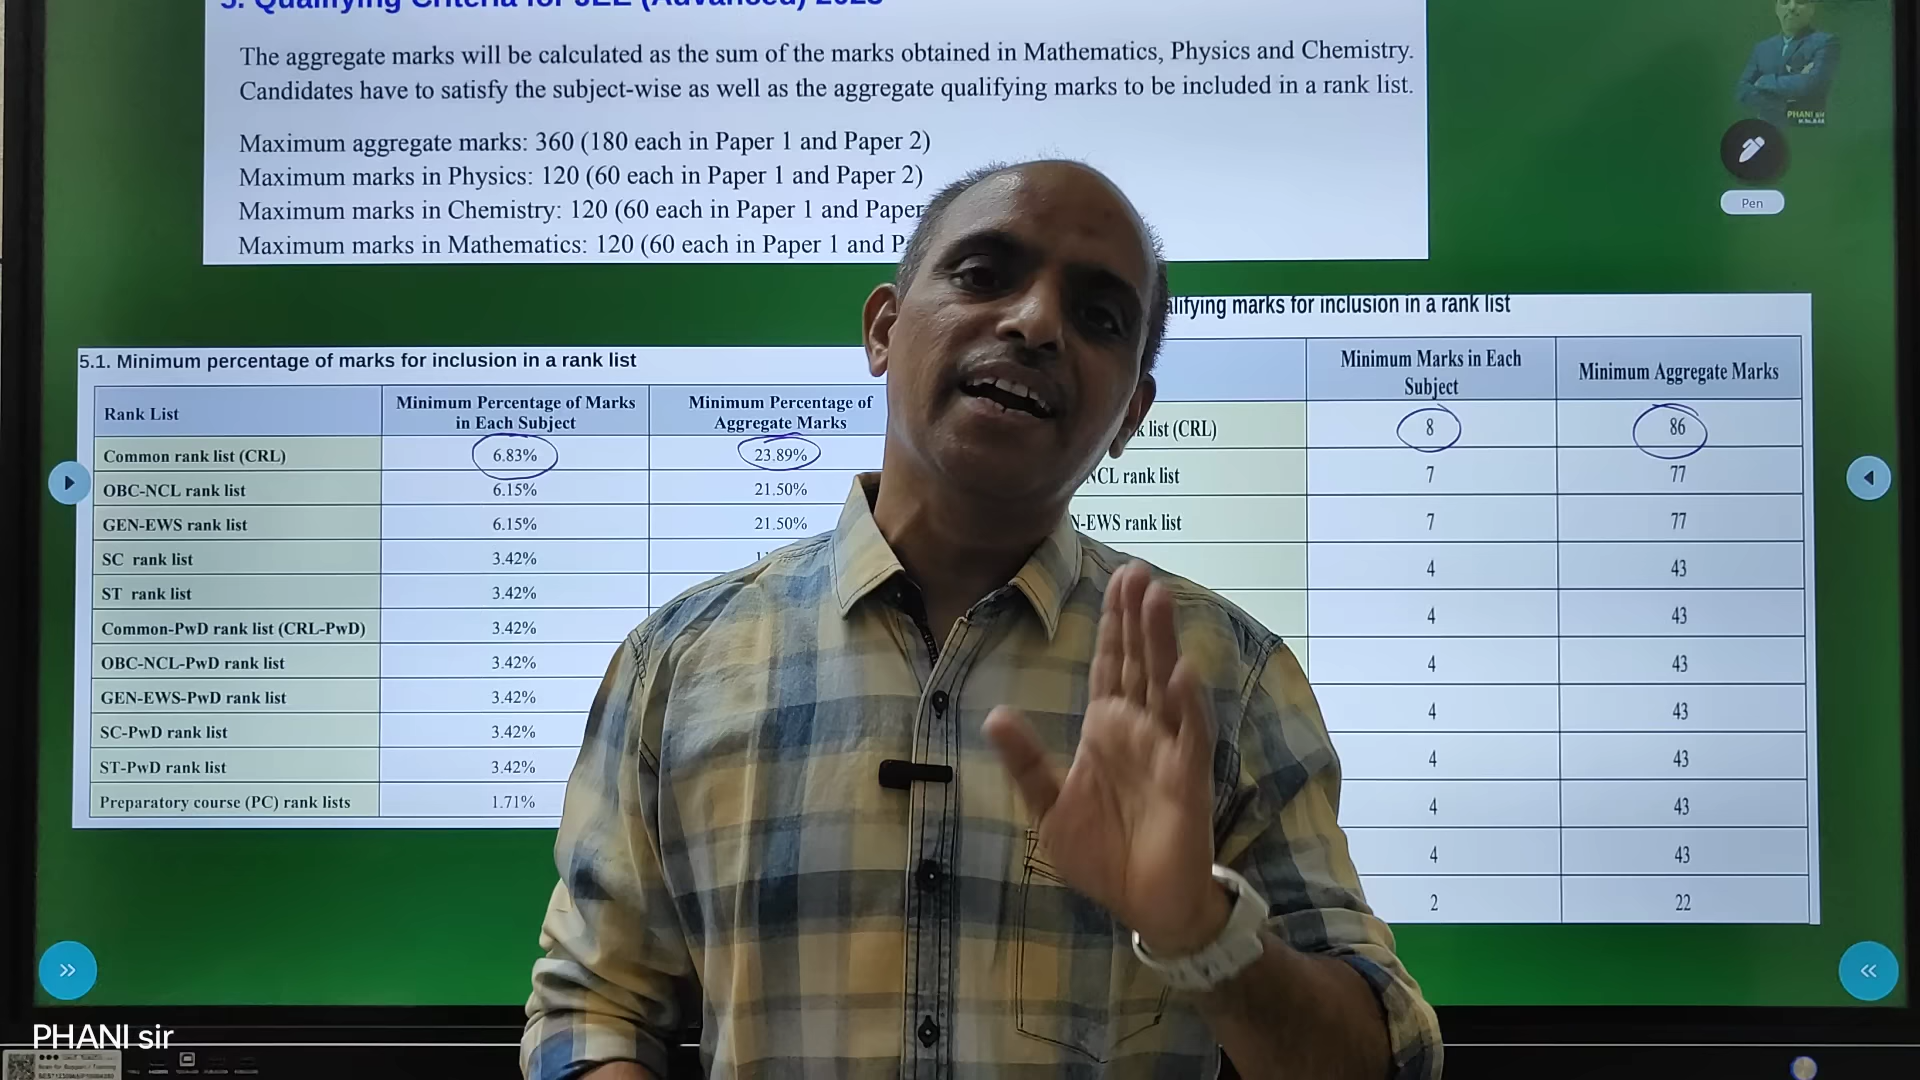 5. Qualifying Criteria for JEE (Advanced) 2023
The aggregate marks will be calculated as the sum of the marks obtained in Mathematics, Physics and Chemistry.
Candidates have to satisfy the subject-wise as well as the aggregate qualifying marks to be included in a rank list.
Maximum aggregate marks: 360 (180 each in Paper 1 and Paper 2)
Maximum marks in Physics: 120 (60 each in Paper 1 and Paper 2)
Maximum marks in Chemistry: 120 (60 each in Paper 1 and Paper
Maximum marks in Mathematics: 120 (60 each in Paper 1 and P
PHANI sir
Pen
5.1. Minimum percentage of marks for inclusion in a rank list
Rank List Minimum Percentage of Marks in Each Subject Minimum Percentage of Aggregate Marks
Common rank list (CRL) 6.83% 23.89%
OBC-NCL rank list 6.15% 21.50%
GEN-EWS rank list 6.15% 21.50%
SC rank list 3.42%
ST rank list 3.42%
Common-PwD rank list (CRL-PwD) 3.42%
OBC-NCL-PwD rank list 3.42%
GEN-EWS-PwD rank list 3.42%
SC-PwD rank list 3.42%
ST-PwD rank list 3.42%
Preparatory course (PC) rank lists 1.71%
alifying marks for inclusion in a rank list
Minimum Marks in Each Subject Minimum Aggregate Marks
k list (CRL) 8 86
NCL rank list 7 77
N-EWS rank list 7 77
4 43
4 43
4 43
4 43
4 43
4 43
4 43
2 22
PHANI sir